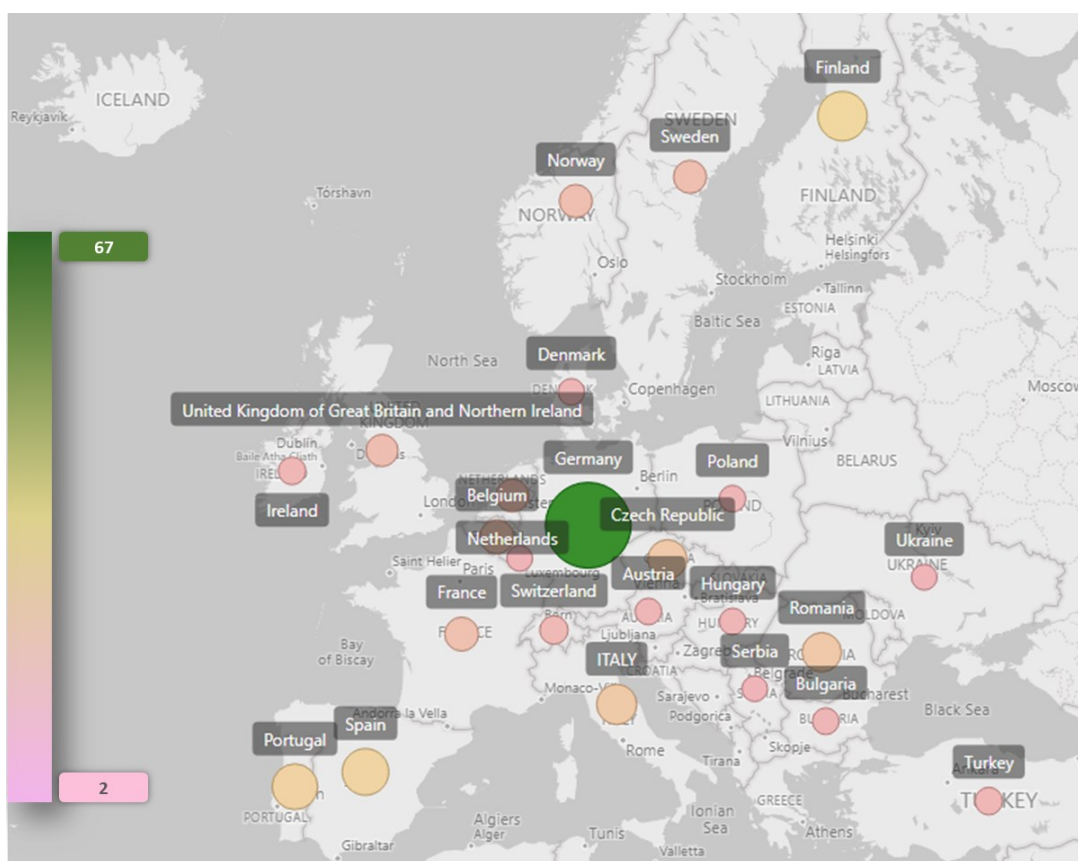 Finland
ICELAND
Reykjavík
SWEDEN
Sweden
Norway
Tórshavn
NORWAY
FINLAND
67
Helsinki
Helsingfors
Oslo
Stockholm
Tallinn
ESTONIA
Baltic Sea
Riga
LATVIA
North Sea
Denmark
Copenhagen
Moscow
LITHUANIA
United Kingdom of Great Britain and Northern Ireland
KINGDOM
Vilnius
Dublin
Baile Átha Cliath
Germany
Berlin
Poland
BELARUS
NETHERLANDS
Belgium
London
Czech Republic
Ireland
Kyiv
Ukraine
UKRAINE
Netherlands
Saint Helier
Paris
Luxembourg
Austria
Vienna
SLOVAKIA
Bratislava
Hungary
France
Switzerland
Romania
MOLDOVA
Bern
Ljubljana
Bay
of Biscay
ITALY
Zagreb
Serbia
CROATIA
Belgrade
Monaco-Ville
Sarajevo
Bulgaria
Bucharest
Andorra la Vella
Podgorica
Black Sea
Spain
Portugal
Rome
Skopje
Tirana
Turkey
Ankara
2
PORTUGAL
GREECE
TURKEY
Ionian
Sea
Algiers
Alger
Tunis
Athens
Gibraltar
Valletta